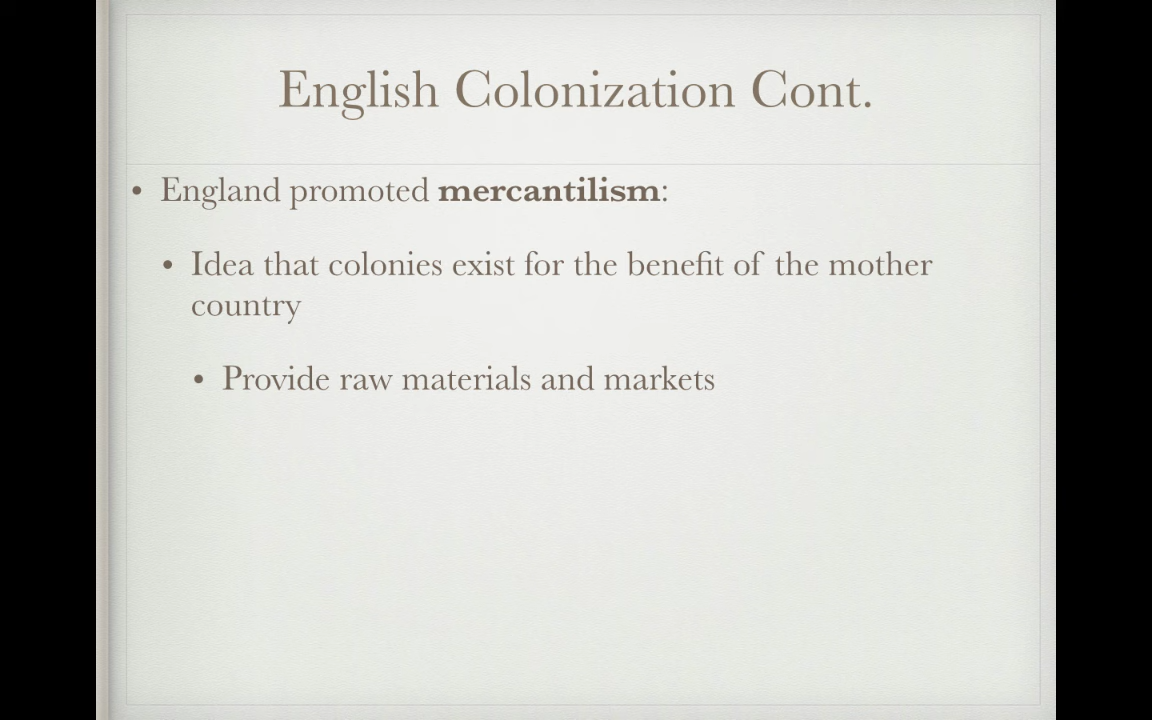 English Colonization Cont.
• England promoted mercantilism:
• Idea that colonies exist for the benefit of the mother
country
• Provide raw materials and markets